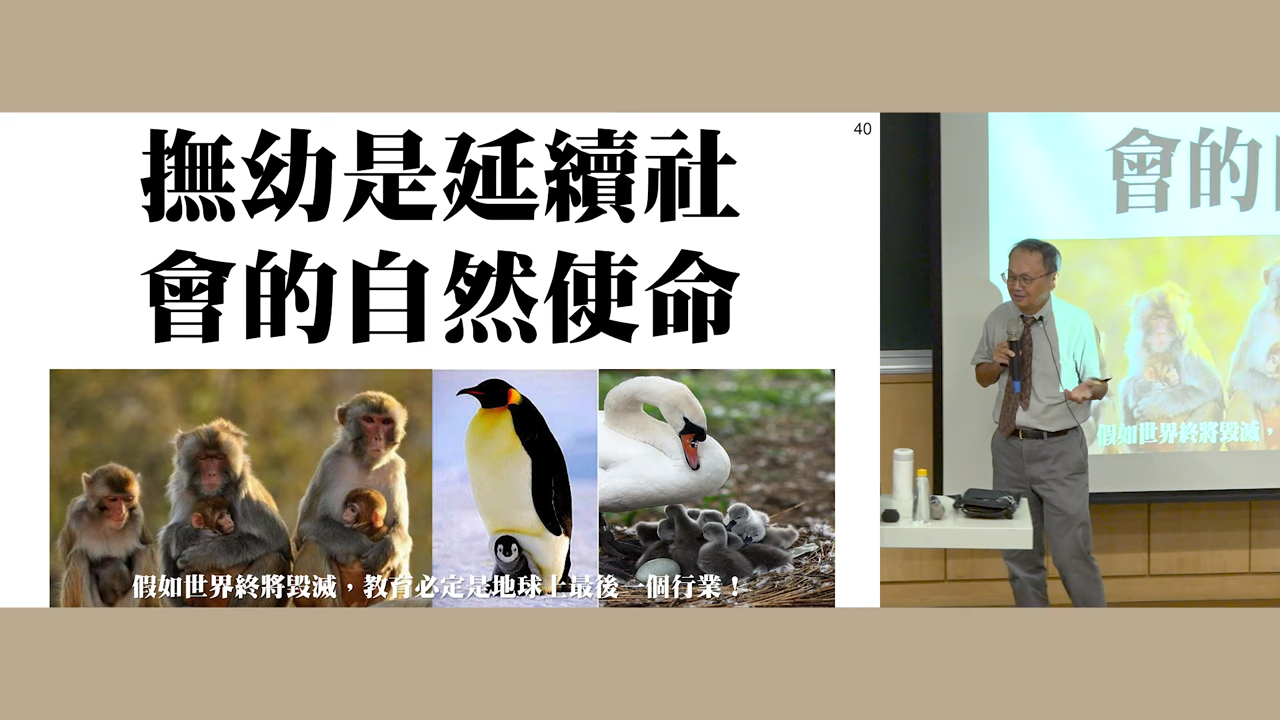 撫幼是延續社
會的自然使命
40
假如世界終將毀滅，教育必定是地球上最後一個行業！
會的
假如世界終將毀滅，